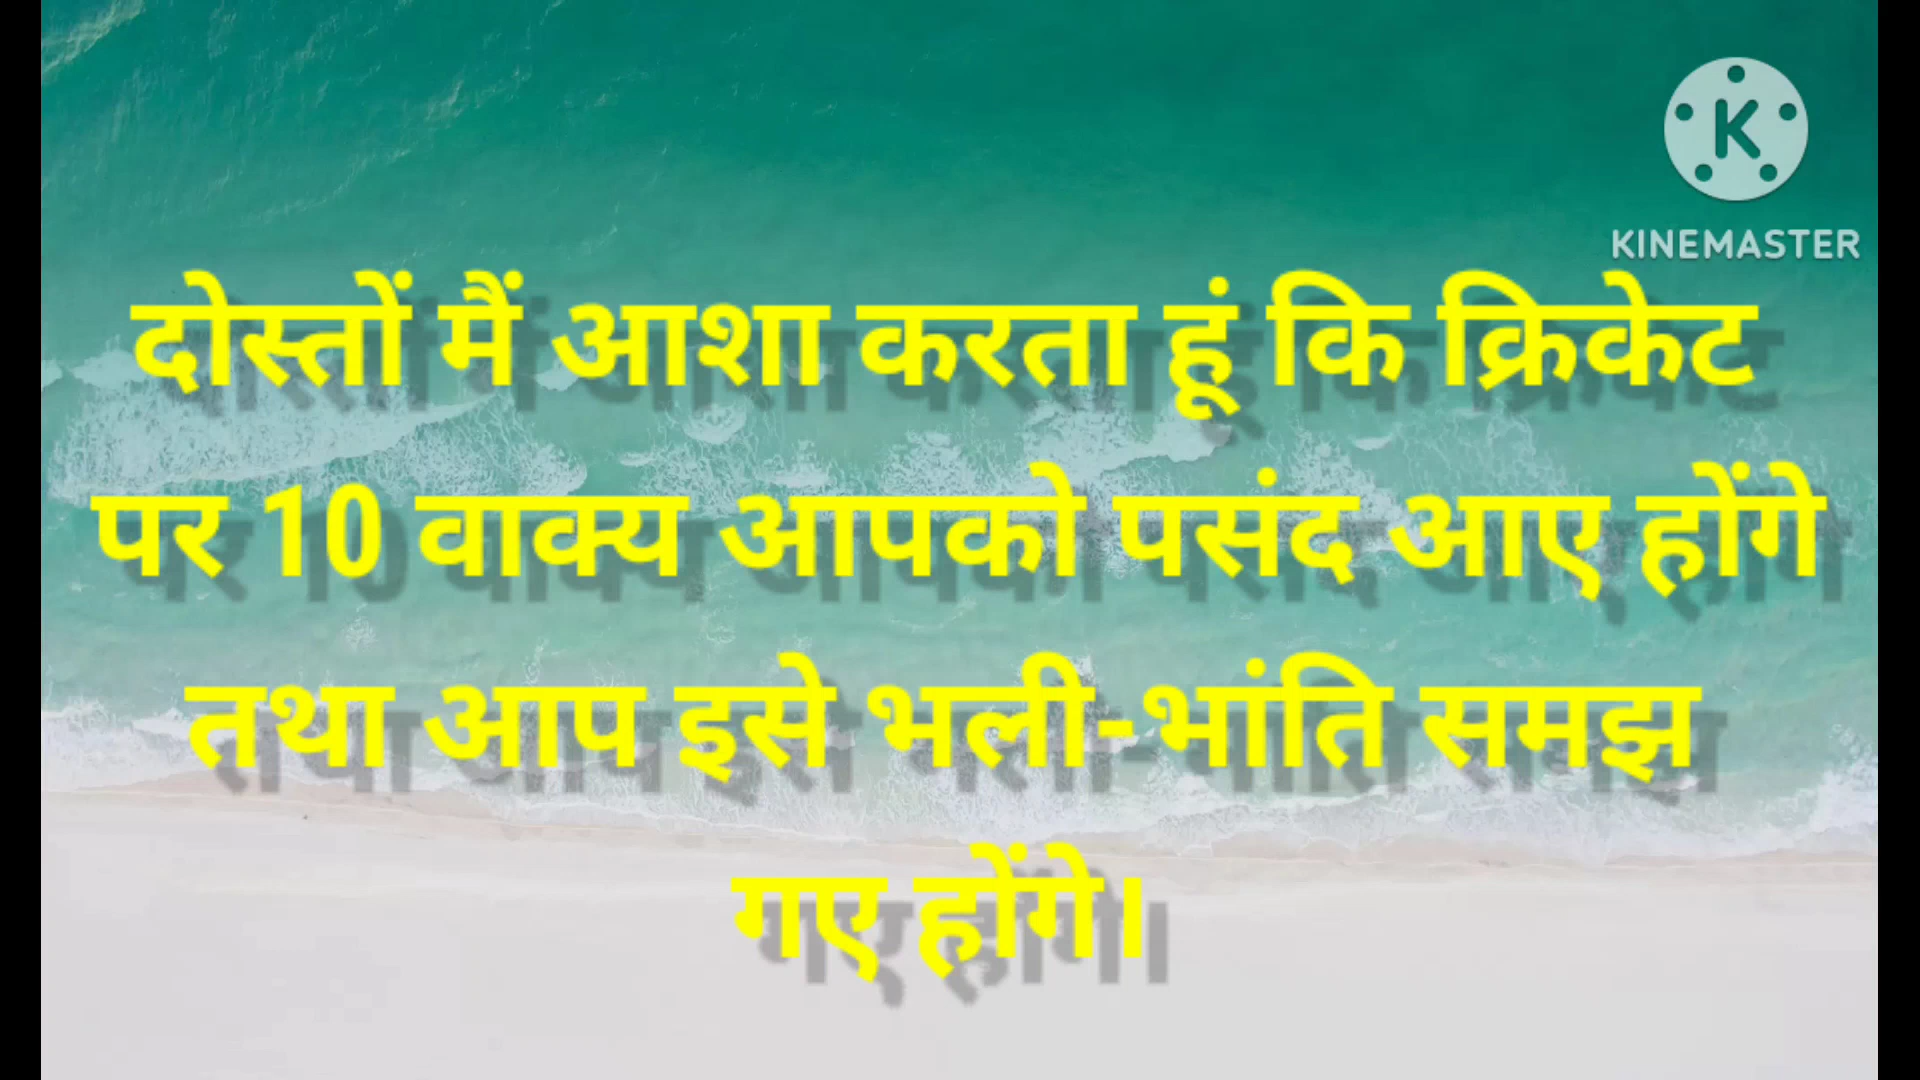 K
KINEMASTER
दोस्तों मैं आशा करता हूं कि क्रिकेट
पर 10 वाक्य आपको पसंद आए होंगे
तथा आप इसे भली-भांति समझ
गए होंगे।